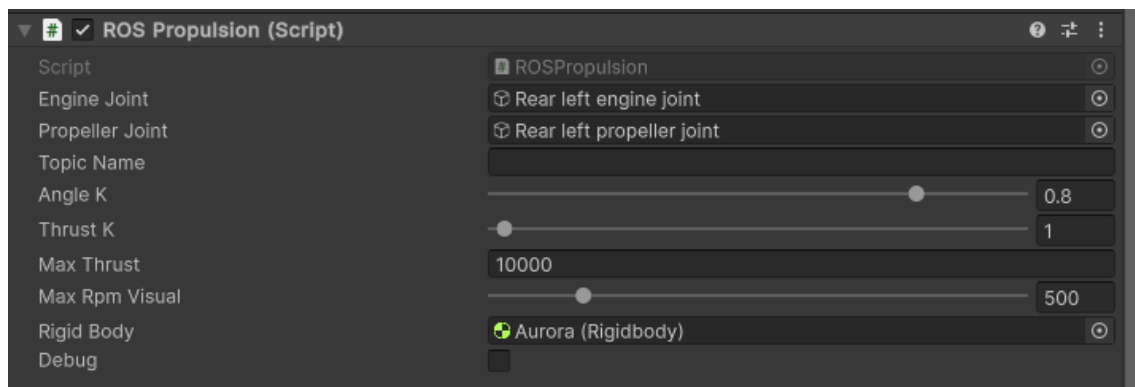 ROS Propulsion (Script)
Script ROSPropulsion
Engine Joint Rear left engine joint
Propeller Joint Rear left propeller joint
Topic Name
Angle K 0.8
Thrust K 1
Max Thrust 10000
Max Rpm Visual 500
Rigid Body Aurora (Rigidbody)
Debug